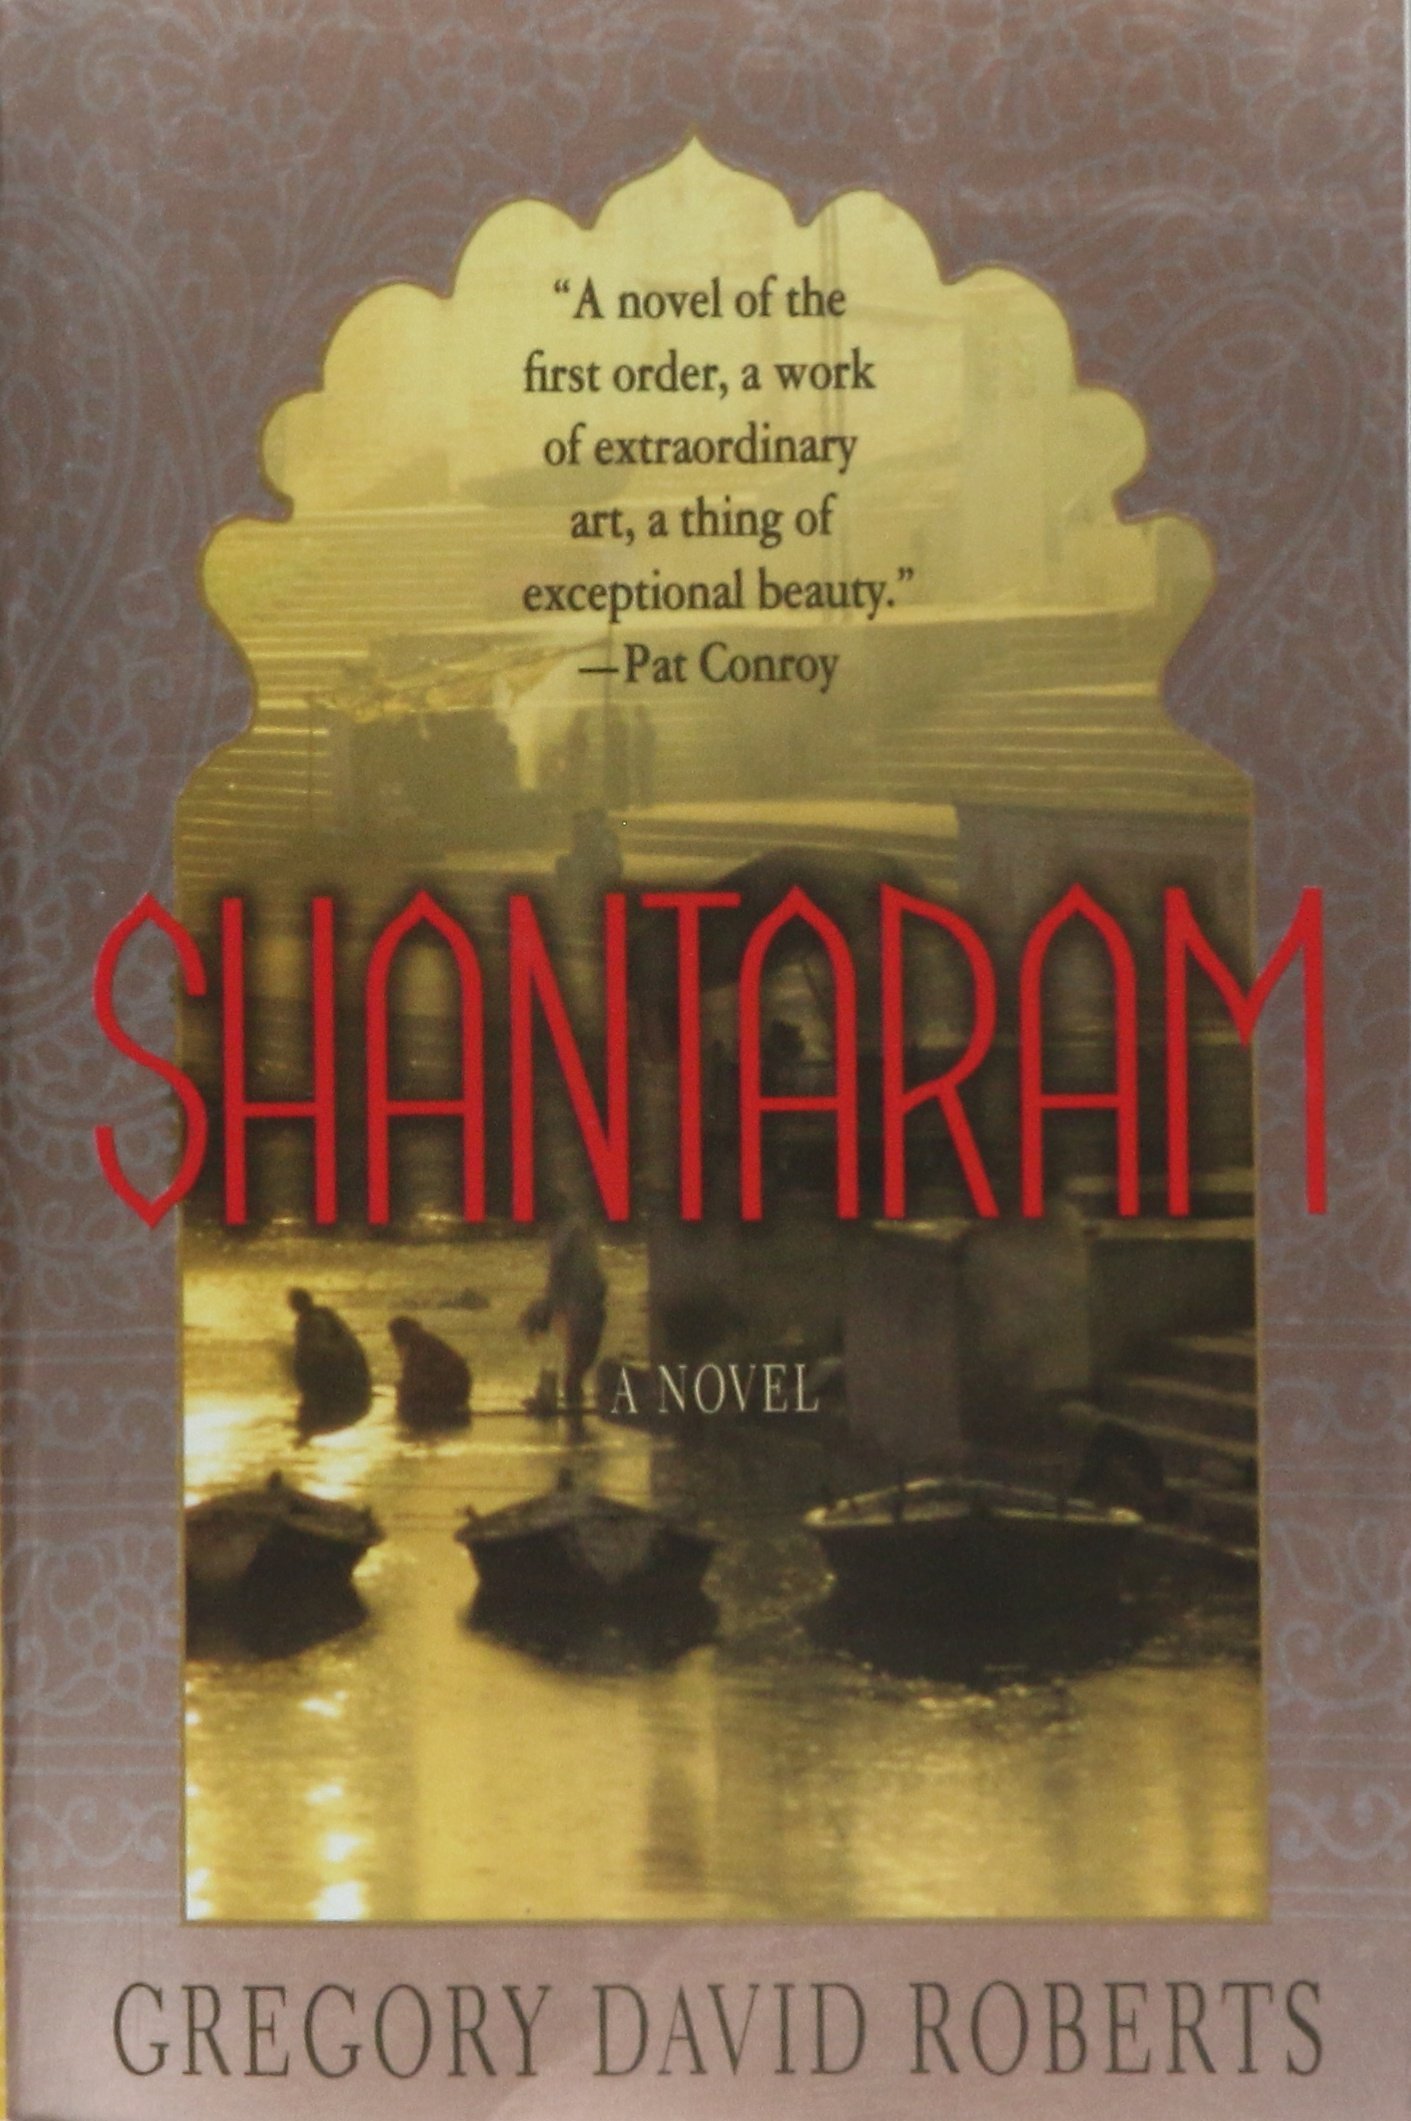 “A novel of the
first order, a work
of extraordinary
art, a thing of
exceptional beauty.”
—Pat Conroy
SHANTARAM
A NOVEL
GREGORY DAVID ROBERTS